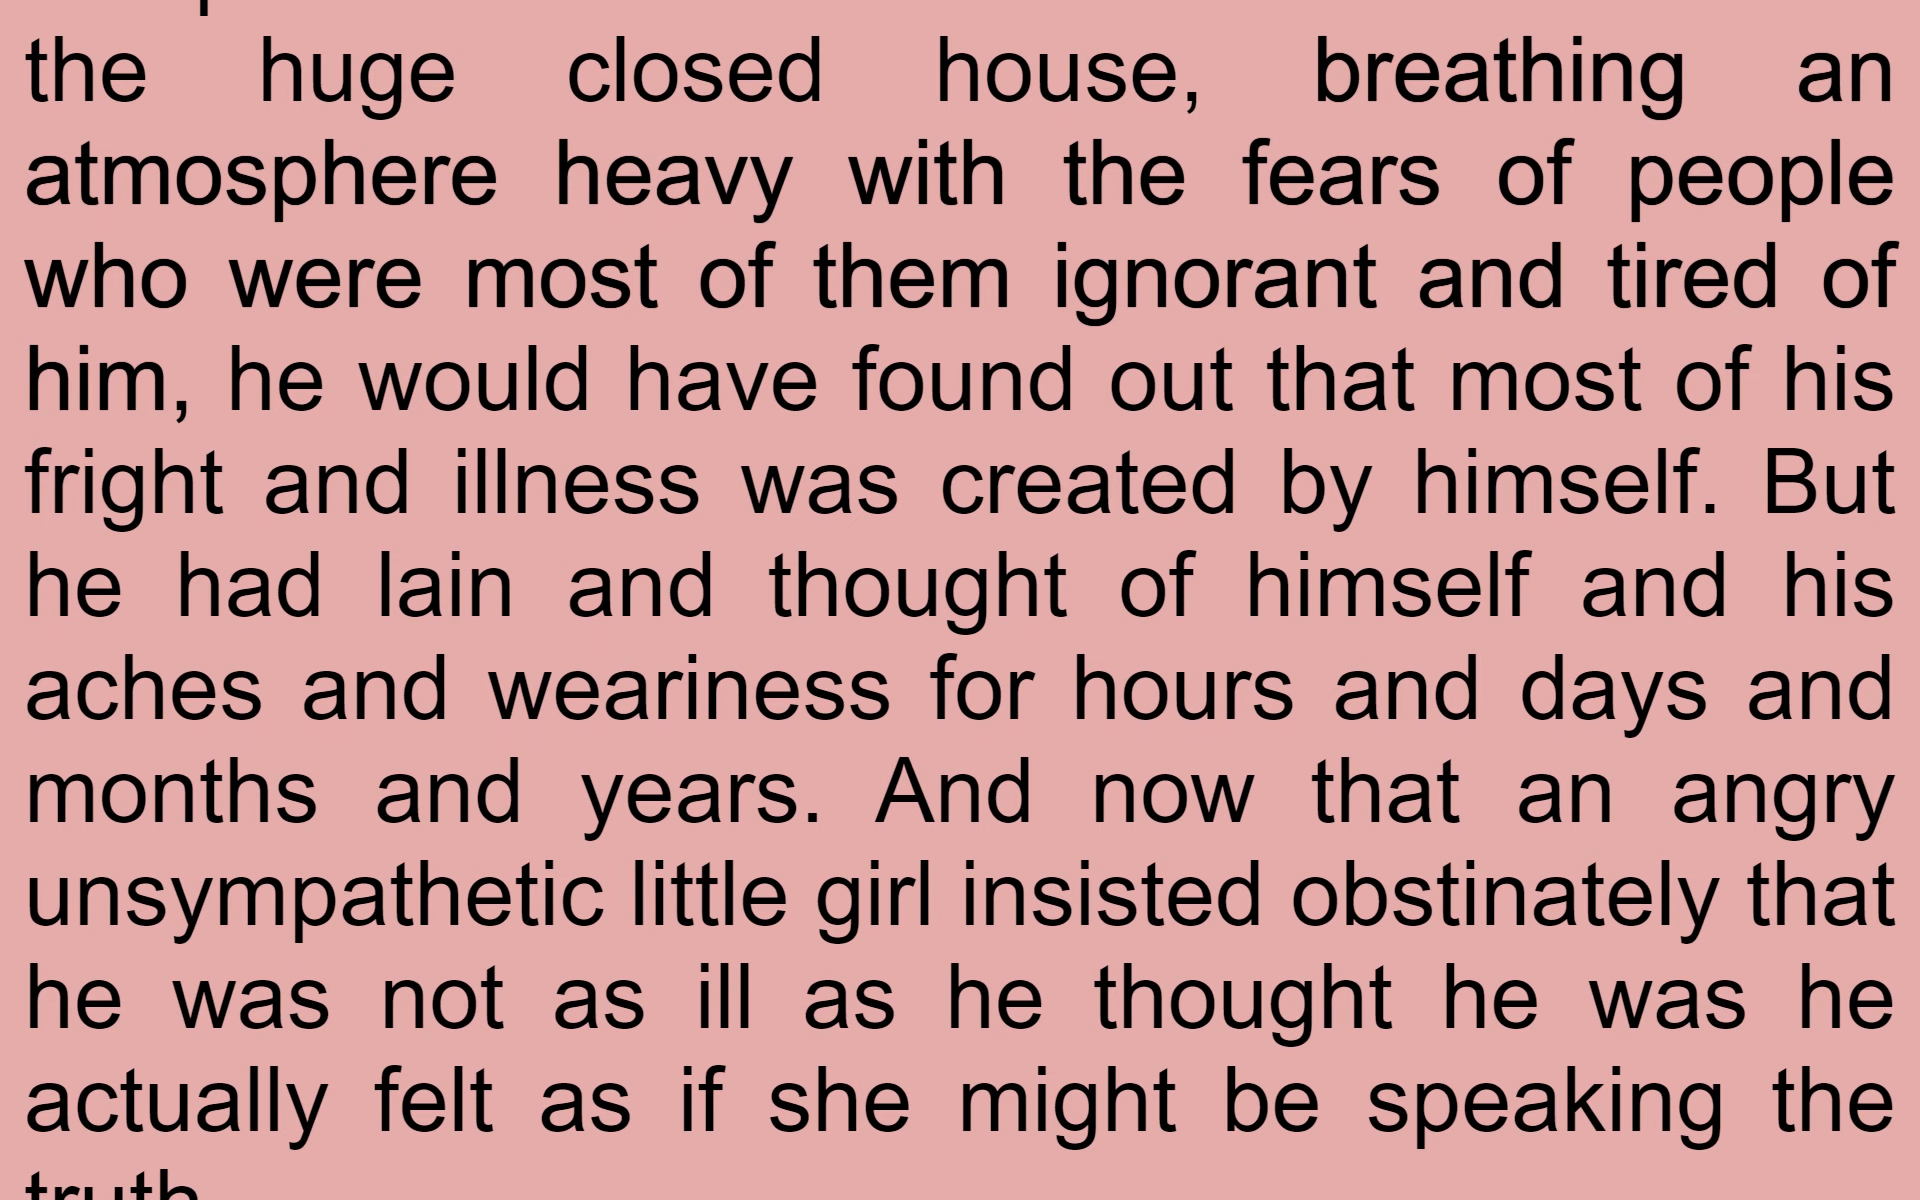 the huge closed house, breathing an
atmosphere heavy with the fears of people
who were most of them ignorant and tired of
him, he would have found out that most of his
fright and illness was created by himself. But
he had lain and thought of himself and his
aches and weariness for hours and days and
months and years. And now that an angry
unsympathetic little girl insisted obstinately that
he was not as ill as he thought he was he
actually felt as if she might be speaking the
truth